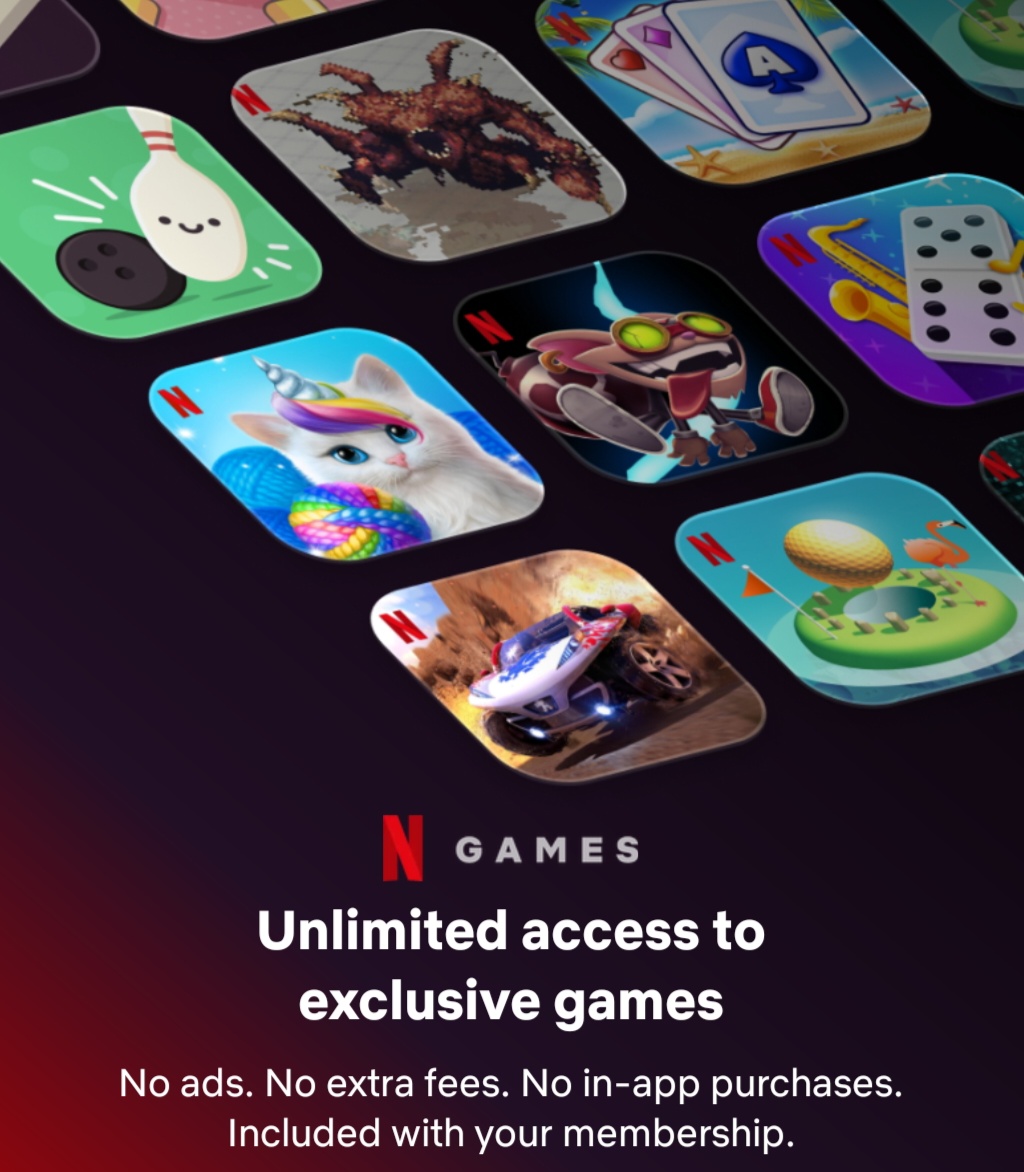 A
N GAMES
Unlimited access to
exclusive games
No ads. No extra fees. No in-app purchases.
Included with your membership.